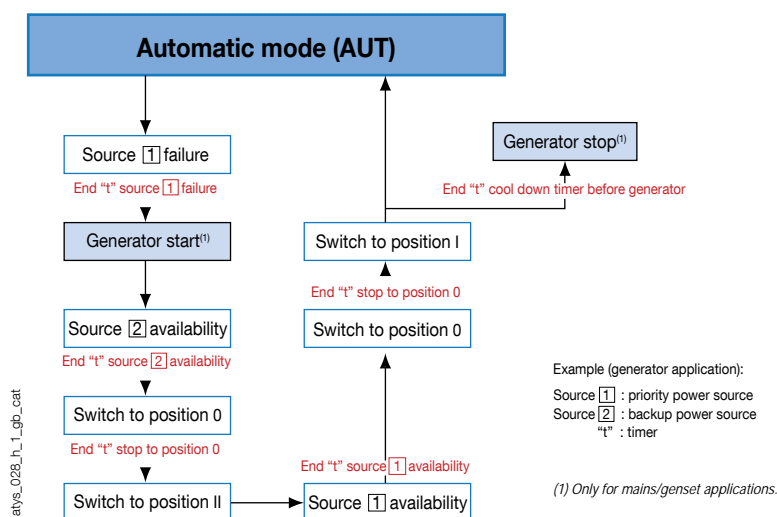 Automatic mode (AUT)
Source 1 failure
End “t” source 1 failure
Generator start(1)
Source 2 availability
End “t” source 2 availability
Switch to position 0
End “t” stop to position 0
Switch to position II
Source 1 availability
End “t” source 1 availability
Switch to position 0
End “t” stop to position 0
Switch to position I
End “t” cool down timer before generator
Generator stop(1)
Example (generator application):
Source 1 : priority power source
Source 2 : backup power source
“t” : timer
(1) Only for mains/genset applications.
atys_028_h_1_gb_cat